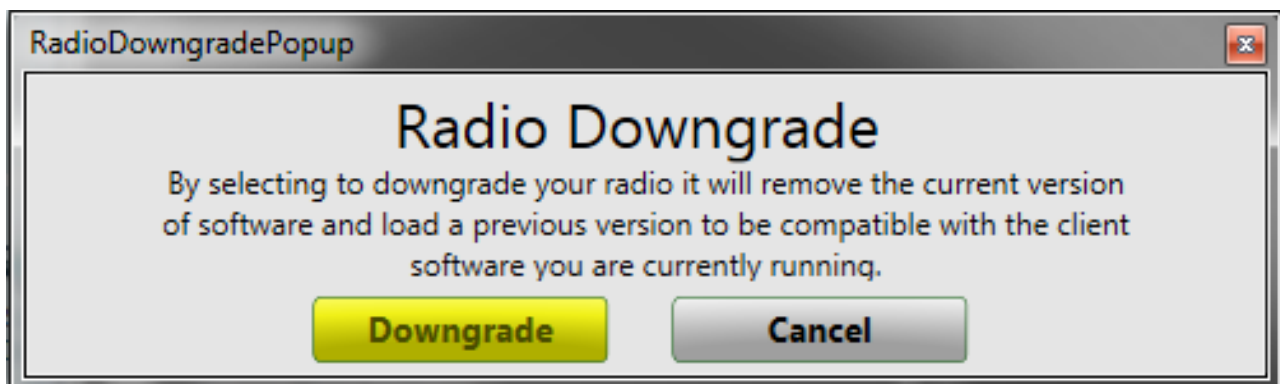 RadioDowngradePopup
Radio Downgrade
By selecting to downgrade your radio it will remove the current version
of software and load a previous version to be compatible with the client
software you are currently running.
Downgrade
Cancel